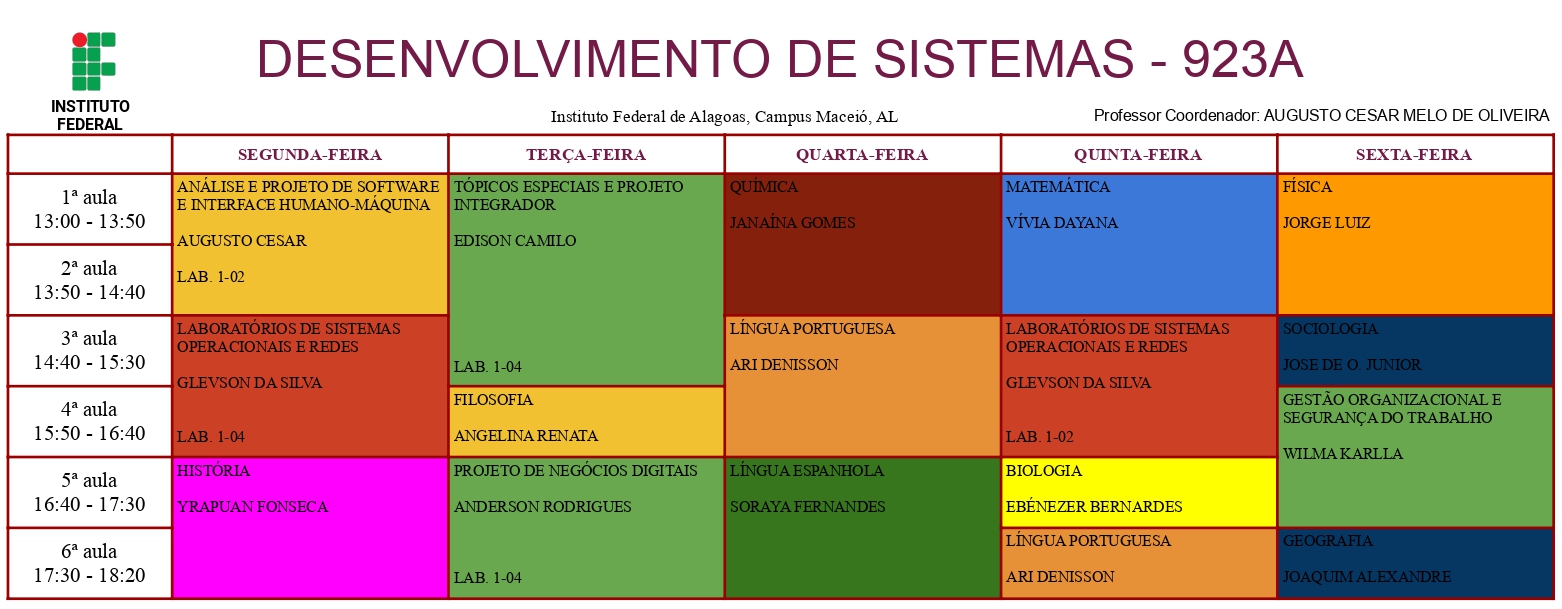 INSTITUTO
FEDERAL
DESENVOLVIMENTO DE SISTEMAS - 923A
Instituto Federal de Alagoas, Campus Maceió, AL
Professor Coordenador: AUGUSTO CESAR MELO DE OLIVEIRA
SEGUNDA-FEIRA
TERÇA-FEIRA
QUARTA-FEIRA
QUINTA-FEIRA
SEXTA-FEIRA
1ª aula
13:00 - 13:50
ANÁLISE E PROJETO DE SOFTWARE
E INTERFACE HUMANO-MÁQUINA
AUGUSTO CESAR
LAB. 1-02
TÓPICOS ESPECIAIS E PROJETO
INTEGRADOR
EDISON CAMILO
LAB. 1-04
QUÍMICA
JANAÍNA GOMES
MATEMÁTICA
VÍVIA DAYANA
FÍSICA
JORGE LUIZ
2ª aula
13:50 - 14:40
3ª aula
14:40 - 15:30
LABORATÓRIOS DE SISTEMAS
OPERACIONAIS E REDES
GLEVSON DA SILVA
LAB. 1-04
LÍNGUA PORTUGUESA
ARI DENISSON
LABORATÓRIOS DE SISTEMAS
OPERACIONAIS E REDES
GLEVSON DA SILVA
LAB. 1-02
SOCIOLOGIA
JOSE DE O. JUNIOR
4ª aula
15:50 - 16:40
FILOSOFIA
ANGELINA RENATA
GESTÃO ORGANIZACIONAL E
SEGURANÇA DO TRABALHO
WILMA KARLLA
5ª aula
16:40 - 17:30
HISTÓRIA
YRAPUAN FONSECA
PROJETO DE NEGÓCIOS DIGITAIS
ANDERSON RODRIGUES
LAB. 1-04
LÍNGUA ESPANHOLA
SORAYA FERNANDES
BIOLOGIA
EBÉNEZER BERNARDES
6ª aula
17:30 - 18:20
LÍNGUA PORTUGUESA
ARI DENISSON
GEOGRAFIA
JOAQUIM ALEXANDRE